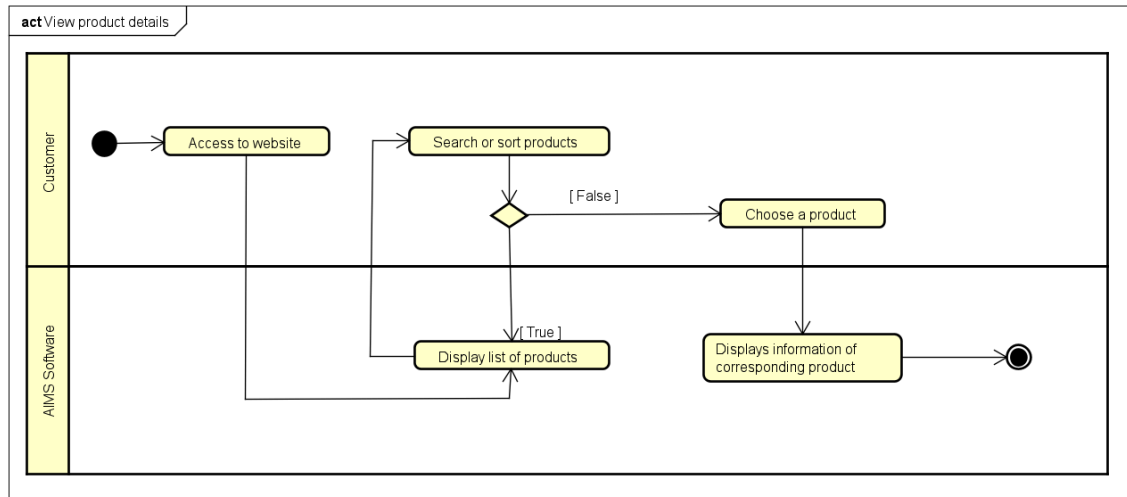 act View product details
Customer
Access to website
Search or sort products
[ False ]
Choose a product
AIMS Software
[ True ]
Display list of products
Displays information of
corresponding product